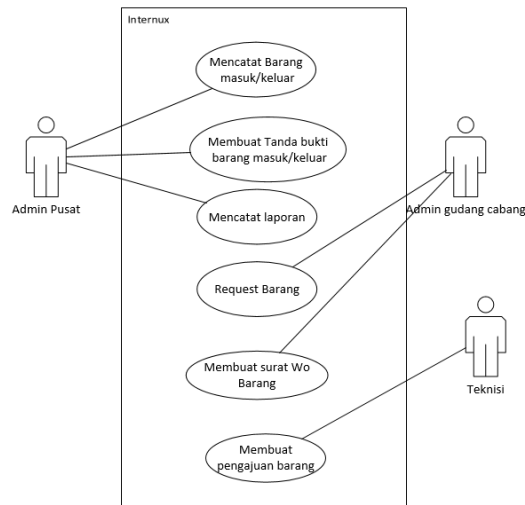 Internux
Mencatat Barang
masuk/keluar
Membuat Tanda bukti
barang masuk/keluar
Admin Pusat
Admin gudang cabang
Mencatat laporan
Request Barang
Membuat surat Wo
Barang
Teknisi
Membuat
pengajuan barang